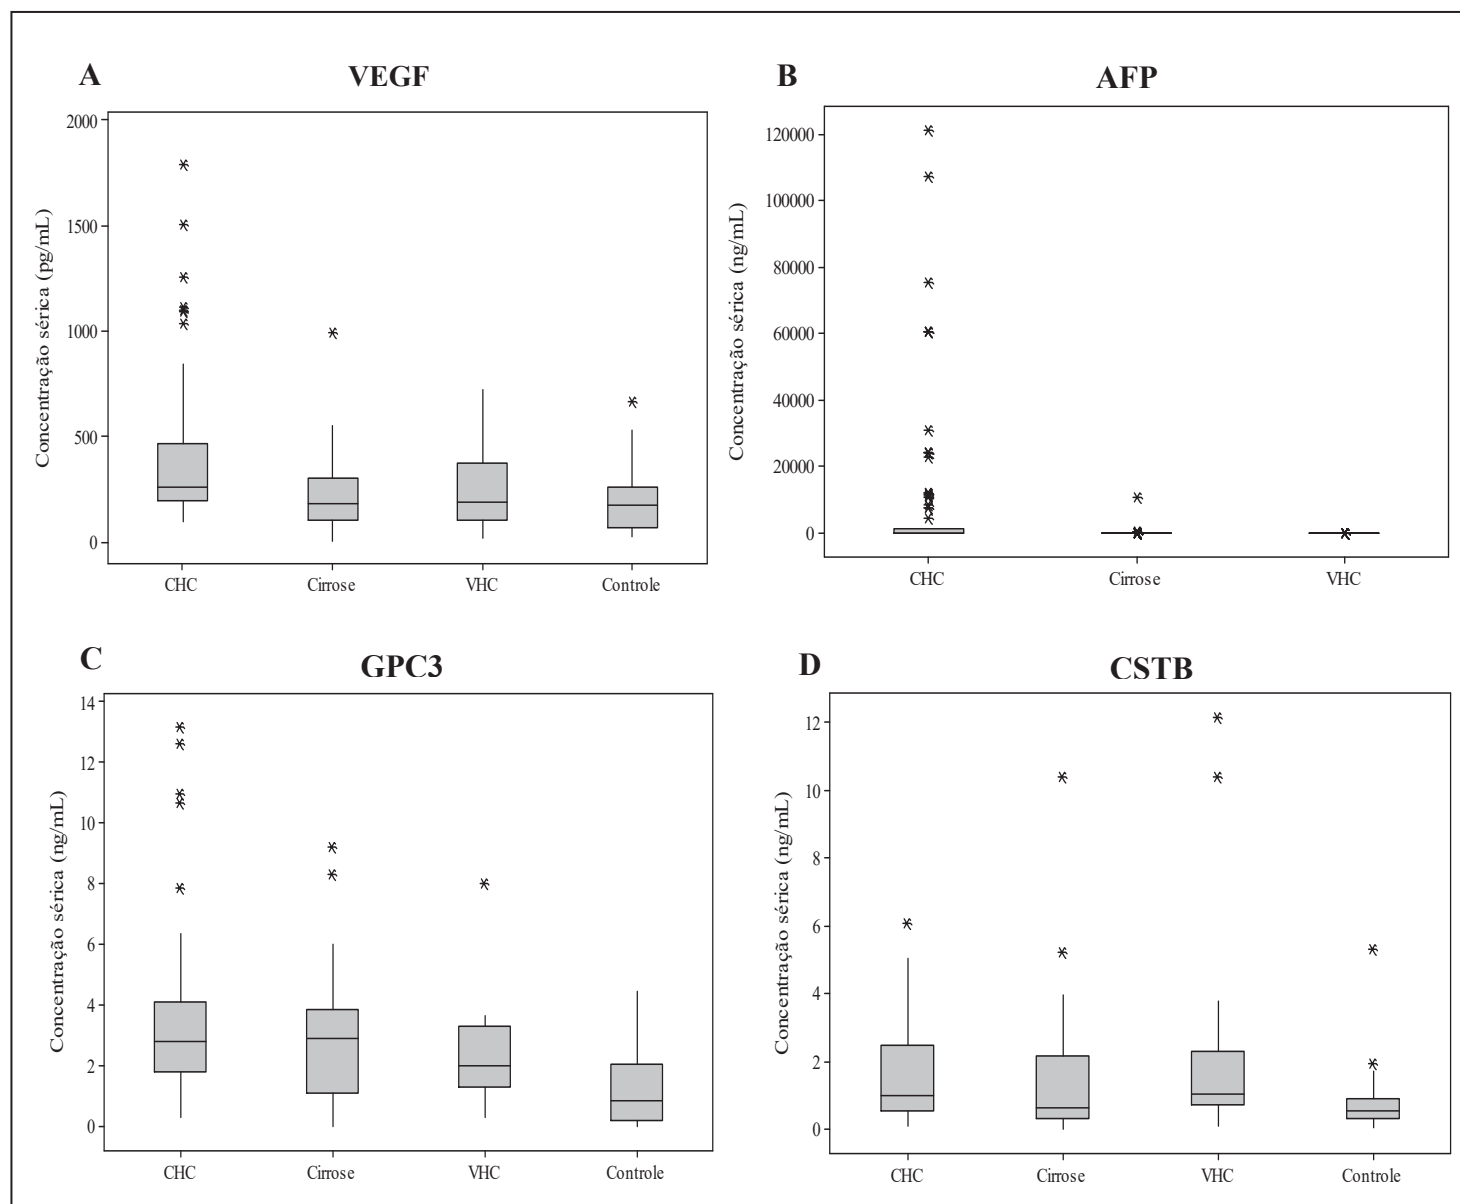 A
VEGF
Concentração sérica (pg/mL)
2000
1500
1000
500
0
CHC
Cirrose
VHC
Controle
B
AFP
Concentração sérica (ng/mL)
120000
100000
80000
60000
40000
20000
0
CHC
Cirrose
VHC
C
GPC3
Concentração sérica (ng/mL)
14
12
10
8
6
4
2
0
CHC
Cirrose
VHC
Controle
D
CSTB
Concentração sérica (ng/mL)
12
10
8
6
4
2
0
CHC
Cirrose
VHC
Controle